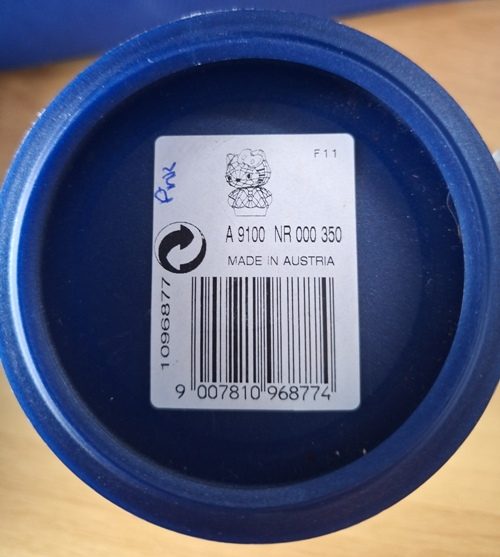 F11
Pink
A 9100 NR 000 350
MADE IN AUSTRIA
1096877
9 007810 968774